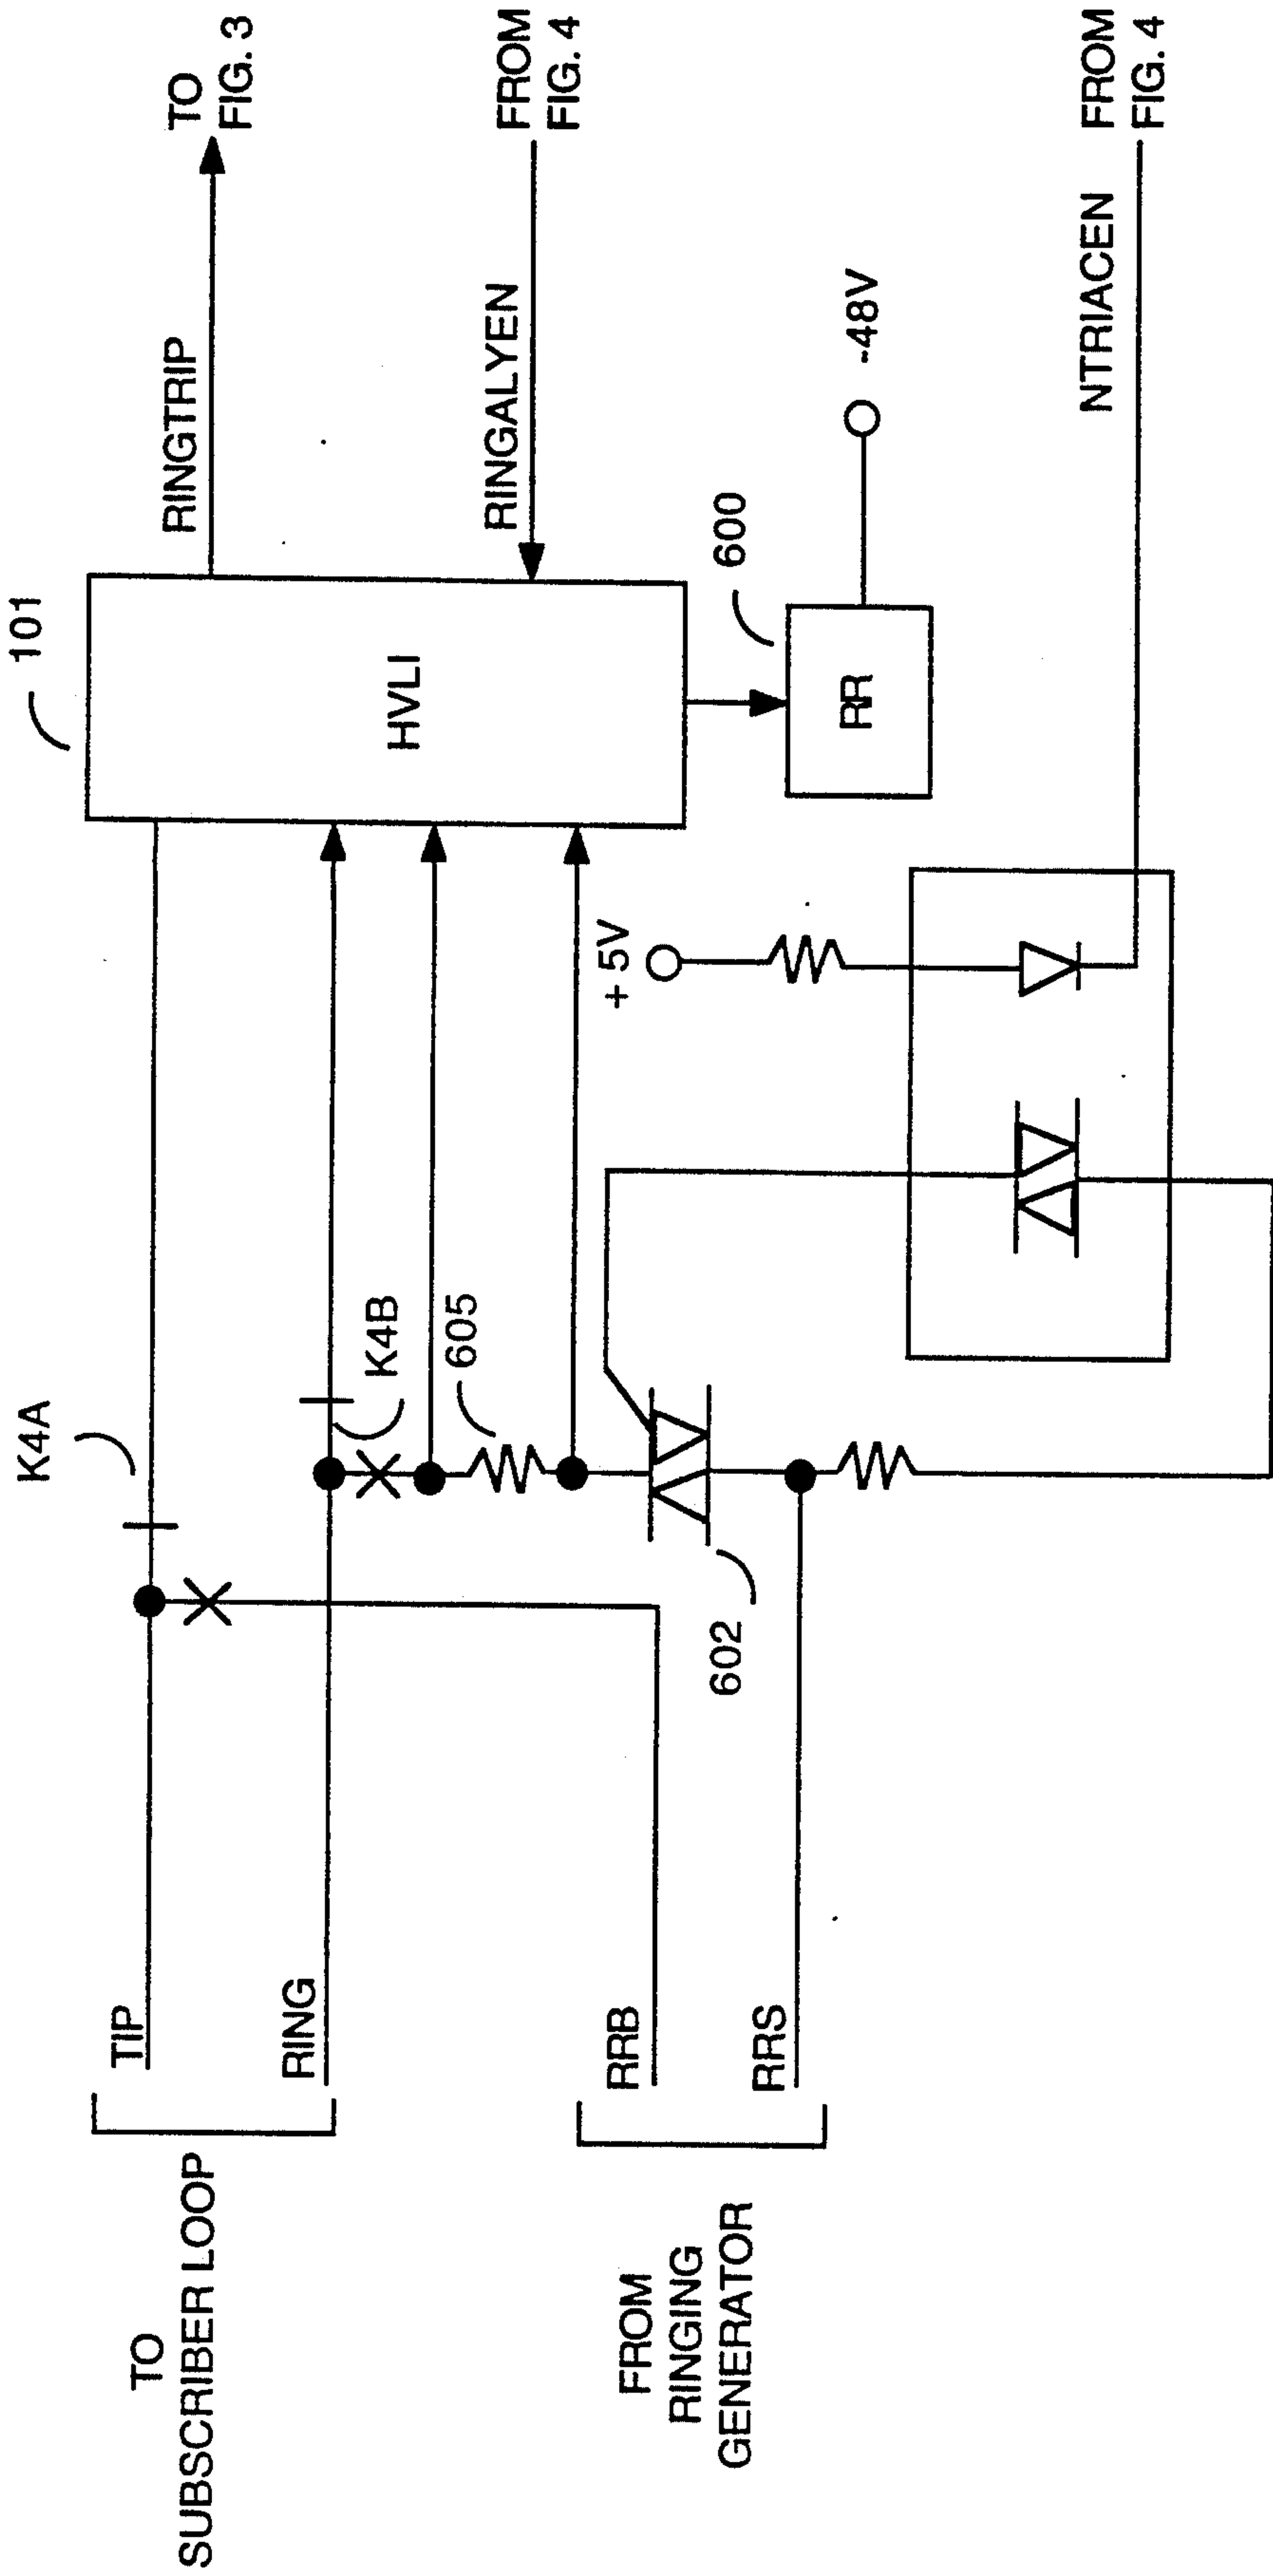 101
K4A
TO
FIG. 3
RINGTRIP
TIP
HVLI
TO
SUBSCRIBER LOOP
RING
K4B
605
RINGALYEN
FROM
FIG. 4
600
RR
-48V
+ 5V
FROM
RINGING
GENERATOR
RRB
RRS
602
NTRIACEN
FROM
FIG. 4